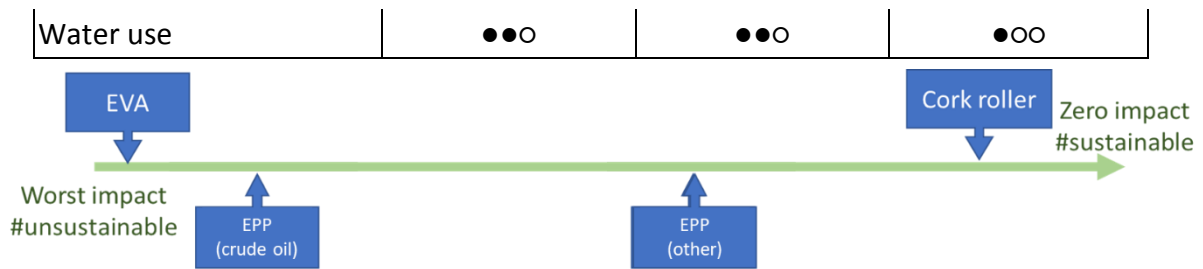 Water use ●●○ ●●○ ●○○
EVA
Cork roller
Zero impact
#sustainable
Worst impact
#unsustainable
EPP
(crude oil)
EPP
(other)